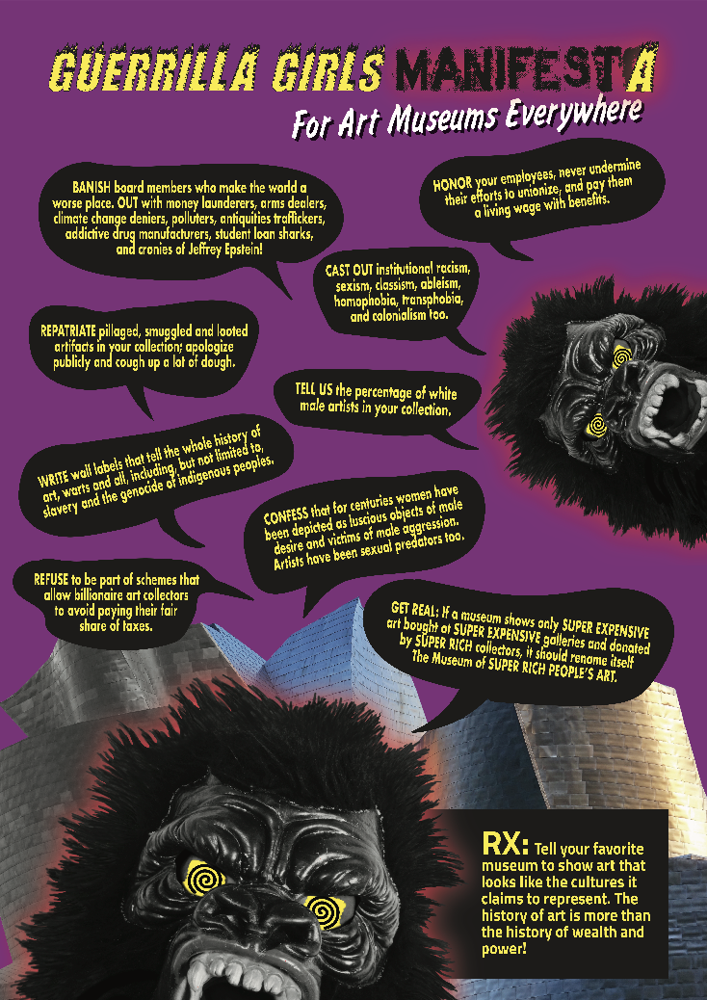 GUERRILLA GIRLS MANIFESTA
For Art Museums Everywhere
BANISH board members who make the world a
worse place. OUT with money launderers, arms dealers,
climate change deniers, polluters, antiquities traffickers,
addictive drug manufacturers, student loan sharks,
and cronies of Jeffrey Epstein!
HONOR your employees, never undermine
their efforts to unionize, and pay them
a living wage with benefits.
CAST OUT institutional racism,
sexism, classism, ableism,
homophobia, transphobia,
and colonialism too.
REPATRIATE pillaged, smuggled and looted
artifacts in your collection; apologize
publicly and cough up a lot of dough.
TELL US the percentage of white
male artists in your collection.
WRITE wall labels that tell the whole history of
art, warts and all, including, but not limited to,
slavery and the genocide of indigenous peoples.
CONFESS that for centuries women have
been depicted as luscious objects of male
desire and victims of male aggression.
Artists have been sexual predators too.
REFUSE to be part of schemes that
allow billionaire art collectors
to avoid paying their fair
share of taxes.
GET REAL: If a museum shows only SUPER EXPENSIVE
art bought at SUPER EXPENSIVE galleries and donated
by SUPER RICH collectors, it should rename itself
The Museum of SUPER RICH PEOPLE'S ART.
RX: Tell your favorite
museum to show art that
looks like the cultures it
claims to represent. The
history of art is more than
the history of wealth and
power!